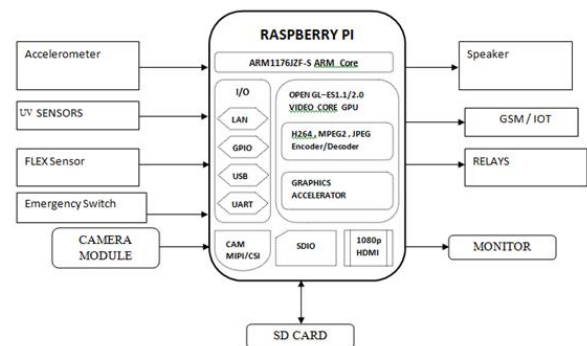 RASPBERRY PI
ARM1176JZF-S ARM Core
I/O
LAN
GPIO
USB
UART
OPEN GL-ES1.1/2.0
VIDEO CORE GPU
H264, MPEG2, JPEG
Encoder/Decoder
GRAPHICS
ACCELERATOR
CAM
MIPI/CSI
SDIO
1080p
HDMI
Accelerometer
UV SENSORS
FLEX Sensor
Emergency Switch
CAMERA
MODULE
Speaker
GSM / IOT
RELAYS
MONITOR
SD CARD